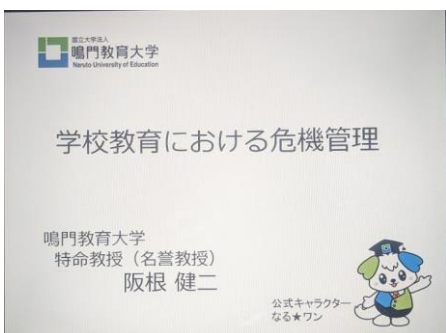 国立大学法人
鳴門教育大学
Naruto University of Education
学校教育における危機管理
鳴門教育大学
特命教授（名誉教授）
阪根 健二
公式キャラクター
なる★ワン